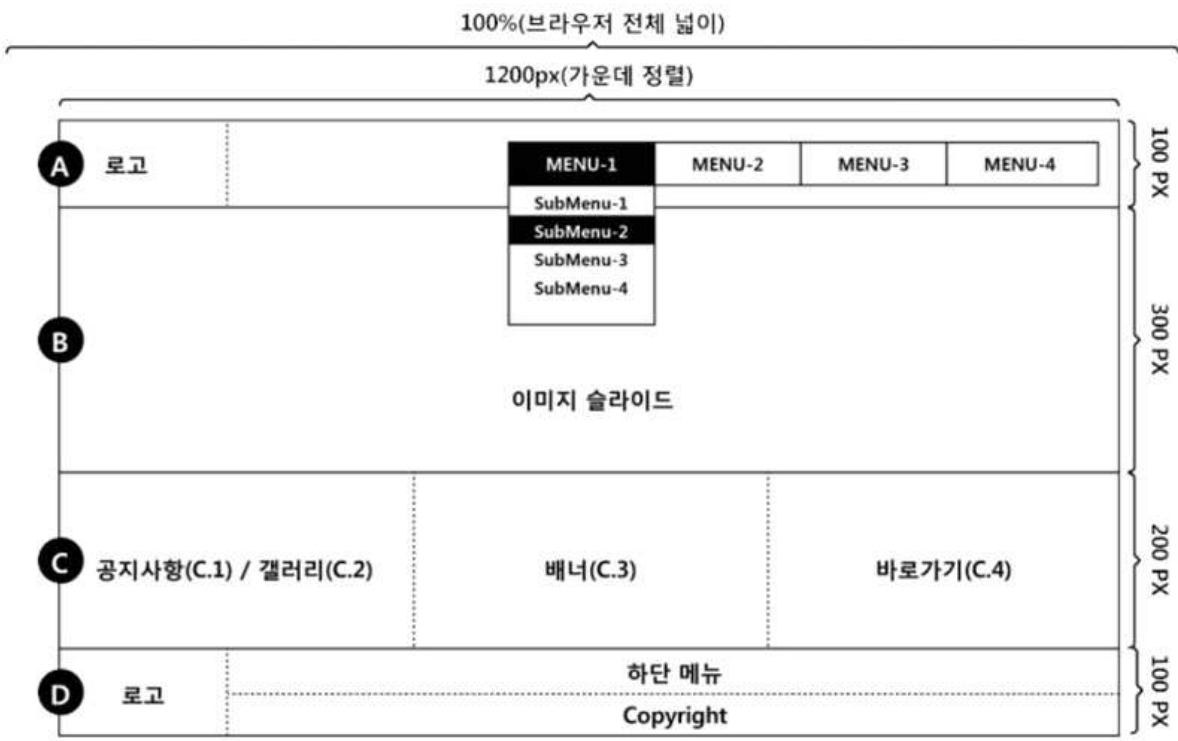 100%(브라우저 전체 넓이)
1200px(가운데 정렬)
A
로고
MENU-1
MENU-2
MENU-3
MENU-4
100 PX
SubMenu-1
SubMenu-2
SubMenu-3
SubMenu-4
B
이미지 슬라이드
300 PX
C
공지사항(C.1) / 갤러리(C.2)
배너(C.3)
바로가기(C.4)
200 PX
D
로고
하단 메뉴
Copyright
100 PX